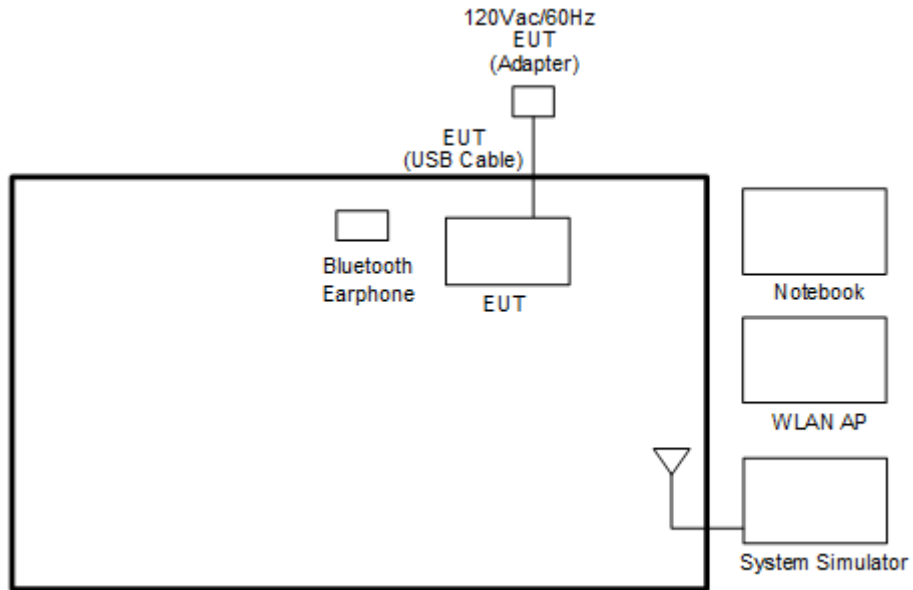 120Vac/60Hz
EUT
(Adapter)
EUT
(USB Cable)
Bluetooth
Earphone
EUT
Notebook
WLAN AP
System Simulator